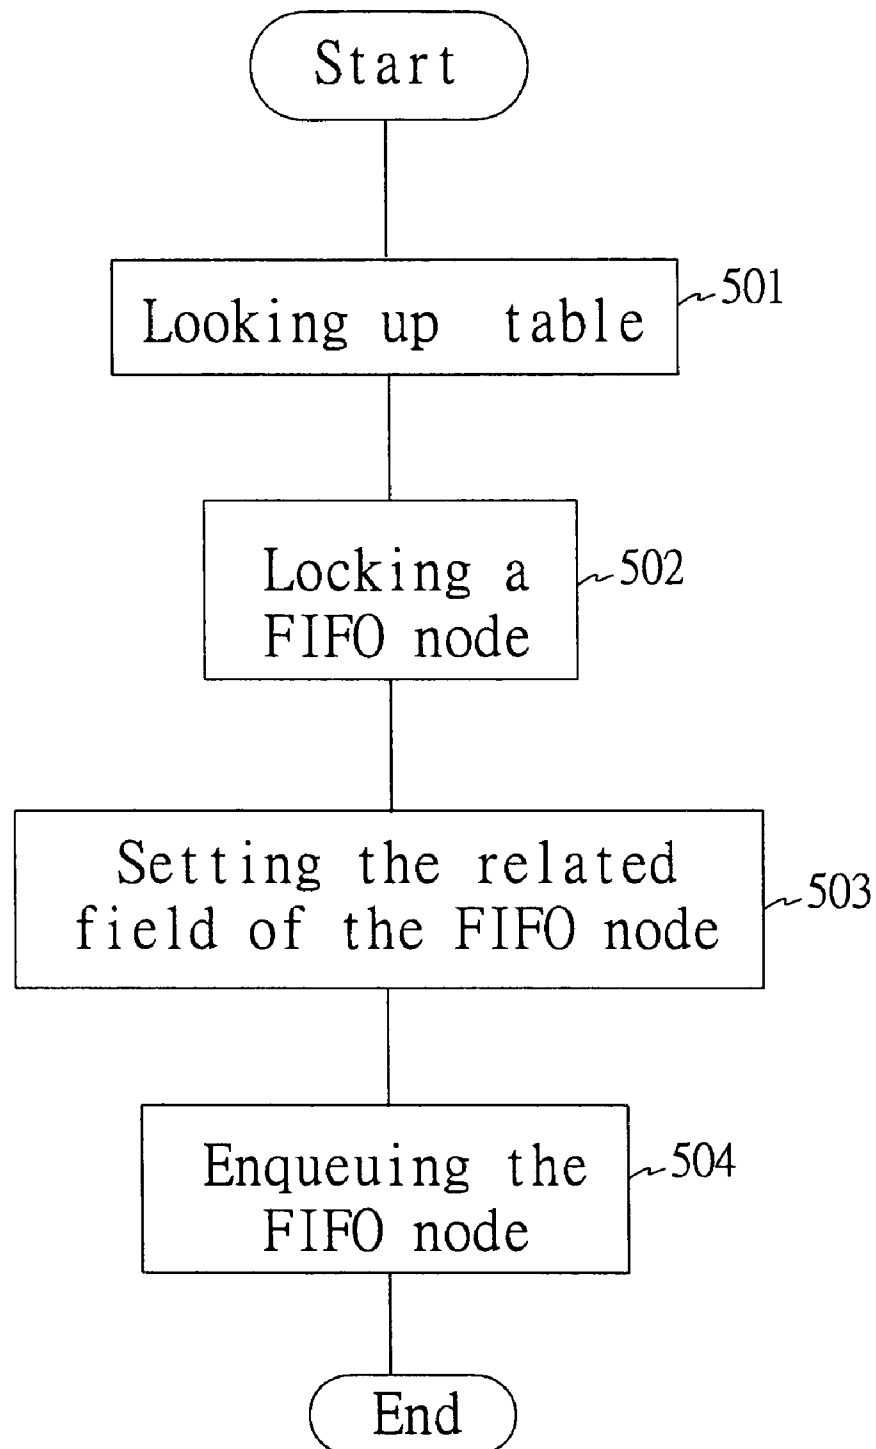 Start
Looking up table
501
Locking a
FIFO node
502
Setting the related
field of the FIFO node
503
Enqueuing the
FIFO node
504
End